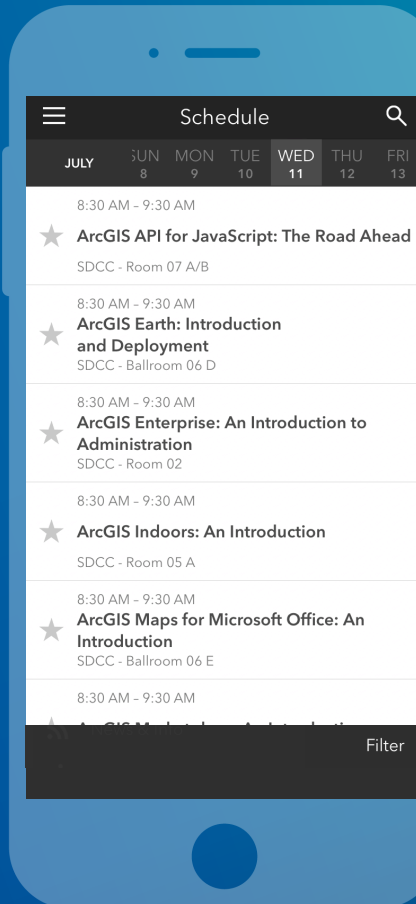 Schedule
JULY
SUN MON TUE WED THU FRI
8 9 10 11 12 13
8:30 AM – 9:30 AM
ArcGIS API for JavaScript: The Road Ahead
SDCC - Room 07 A/B
8:30 AM – 9:30 AM
ArcGIS Earth: Introduction
and Deployment
SDCC - Ballroom 06 D
8:30 AM – 9:30 AM
ArcGIS Enterprise: An Introduction to
Administration
SDCC - Room 02
8:30 AM – 9:30 AM
ArcGIS Indoors: An Introduction
SDCC - Room 05 A
8:30 AM – 9:30 AM
ArcGIS Maps for Microsoft Office: An
Introduction
SDCC - Ballroom 06 E
8:30 AM – 9:30 AM
Filter